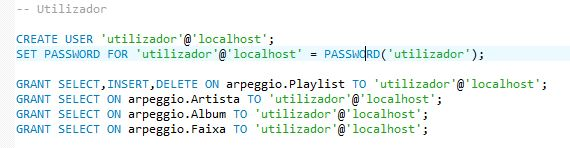 -- Utilizador
CREATE USER 'utilizador'@'localhost';
SET PASSWORD FOR 'utilizador'@'localhost' = PASSWORD('utilizador');
GRANT SELECT,INSERT,DELETE ON arpeggio.Playlist TO 'utilizador'@'localhost';
GRANT SELECT ON arpeggio.Artista TO 'utilizador'@'localhost';
GRANT SELECT ON arpeggio.Album TO 'utilizador'@'localhost';
GRANT SELECT ON arpeggio.Faixa TO 'utilizador'@'localhost';